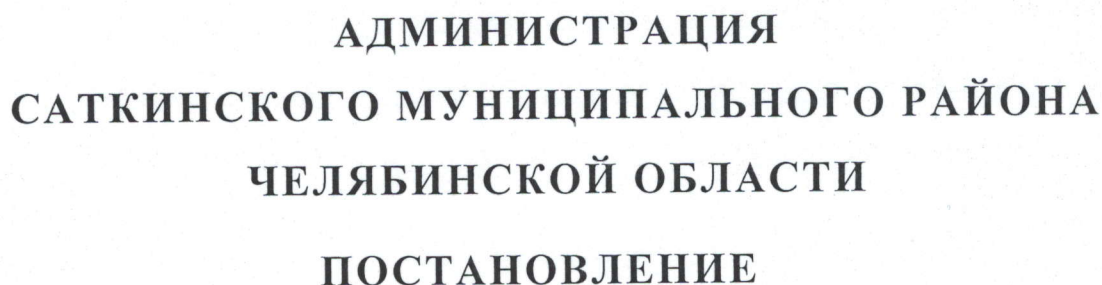 АДМИНИСТРАЦИЯ
САТКИНСКОГО МУНИЦИПАЛЬНОГО РАЙОНА
ЧЕЛЯБИНСКОЙ ОБЛАСТИ
ПОСТАНОВЛЕНИЕ